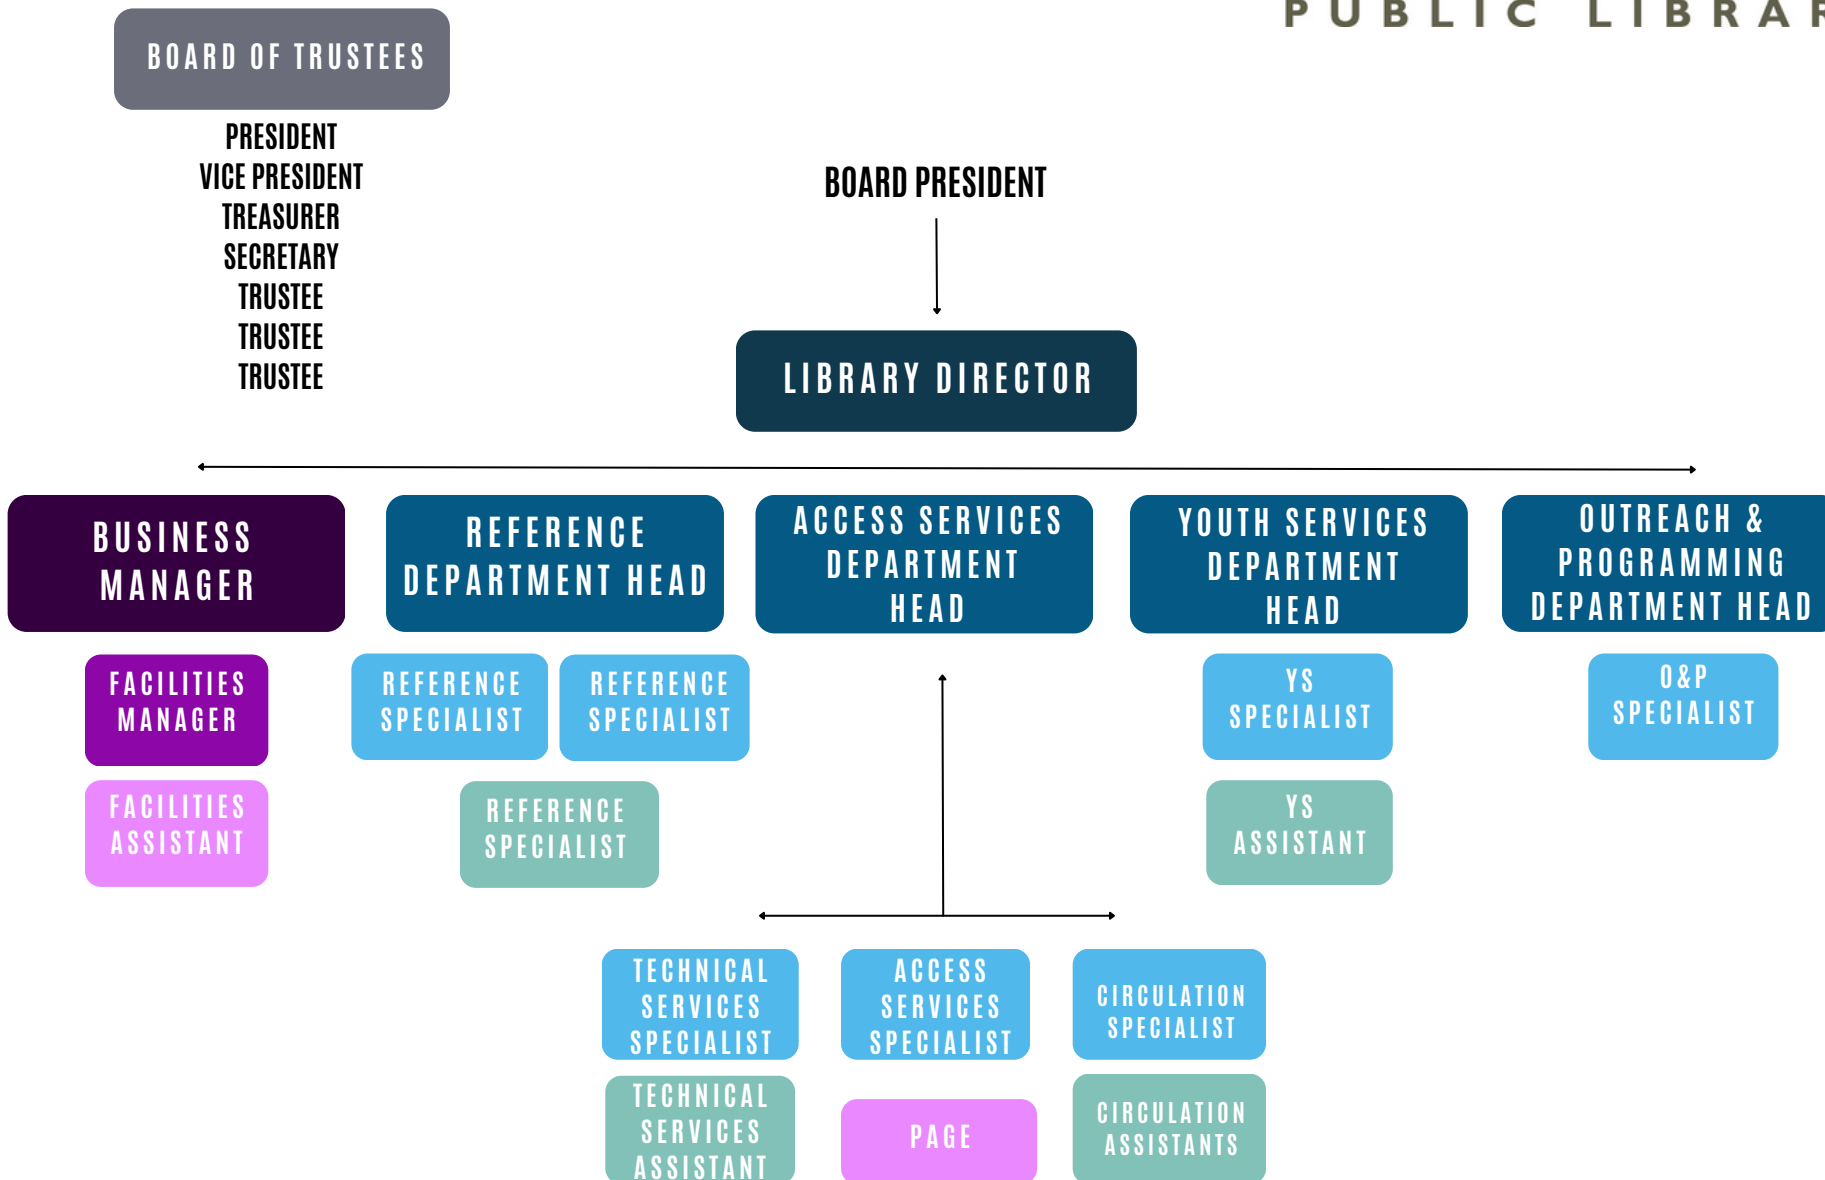 PUBLIC LIBRAR
BOARD OF TRUSTEES
PRESIDENT
VICE PRESIDENT
TREASURER
SECRETARY
TRUSTEE
TRUSTEE
TRUSTEE
BOARD PRESIDENT
LIBRARY DIRECTOR
BUSINESS
MANAGER
REFERENCE
DEPARTMENT HEAD
ACCESS SERVICES
DEPARTMENT
HEAD
YOUTH SERVICES
DEPARTMENT
HEAD
OUTREACH &
PROGRAMMING
DEPARTMENT HEAD
FACILITIES
MANAGER
REFERENCE
SPECIALIST
REFERENCE
SPECIALIST
YS
SPECIALIST
O&P
SPECIALIST
FACILITIES
ASSISTANT
REFERENCE
SPECIALIST
YS
ASSISTANT
TECHNICAL
SERVICES
SPECIALIST
ACCESS
SERVICES
SPECIALIST
CIRCULATION
SPECIALIST
TECHNICAL
SERVICES
ASSISTANT
PAGE
CIRCULATION
ASSISTANTS